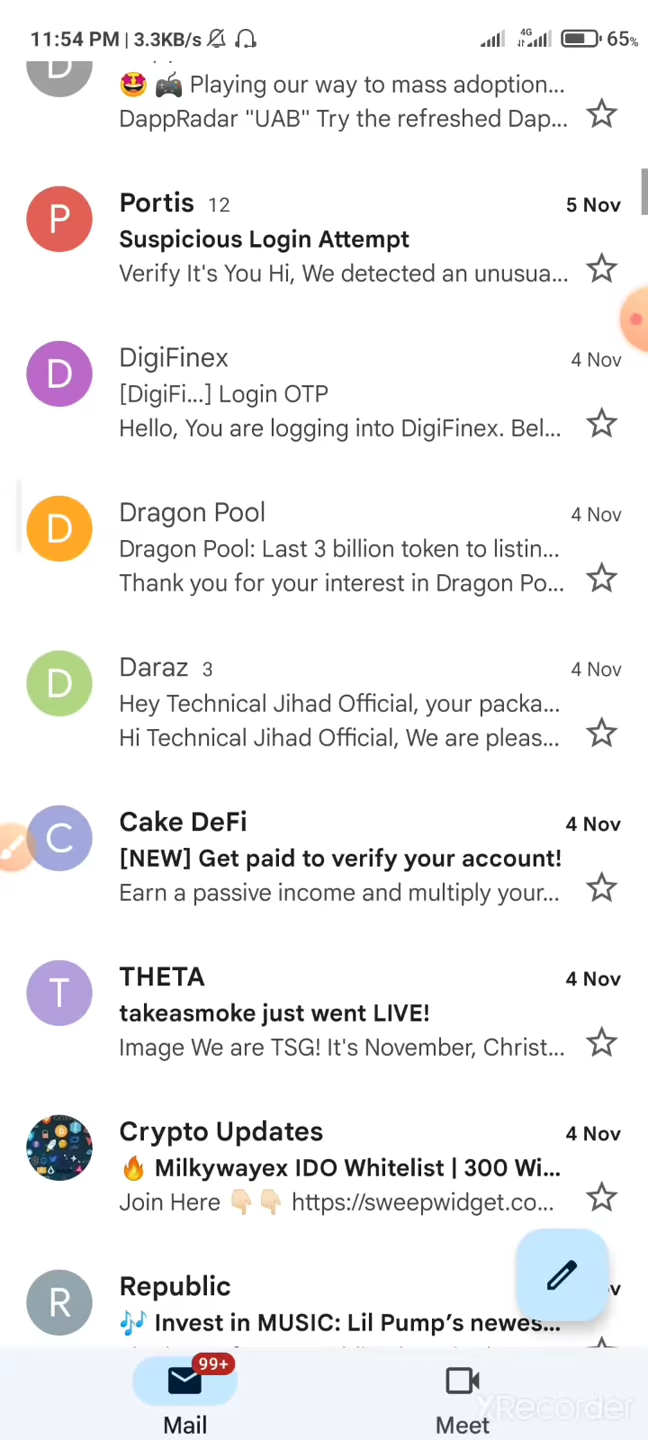 11:54 PM | 3.3KB/s 4G 65%
D
🤩 🎮 Playing our way to mass adoption...
DappRadar "UAB" Try the refreshed Dap...
P
Portis 12 5 Nov
Suspicious Login Attempt
Verify It's You Hi, We detected an unusua...
D
DigiFinex 4 Nov
[DigiFi...] Login OTP
Hello, You are logging into DigiFinex. Bel...
D
Dragon Pool 4 Nov
Dragon Pool: Last 3 billion token to listin...
Thank you for your interest in Dragon Po...
D
Daraz 3 4 Nov
Hey Technical Jihad Official, your packa...
Hi Technical Jihad Official, We are pleas...
C
Cake DeFi 4 Nov
[NEW] Get paid to verify your account!
Earn a passive income and multiply your...
T
THETA 4 Nov
takeasmoke just went LIVE!
Image We are TSG! It's November, Christ...
Crypto Updates 4 Nov
🔥 Milkywayex IDO Whitelist | 300 Wi...
Join Here 👇🏻 👇🏻 https://sweepwidget.co...
R
Republic
🎶 Invest in MUSIC: Lil Pump's newes...
99+
Mail Meet
XRecorder